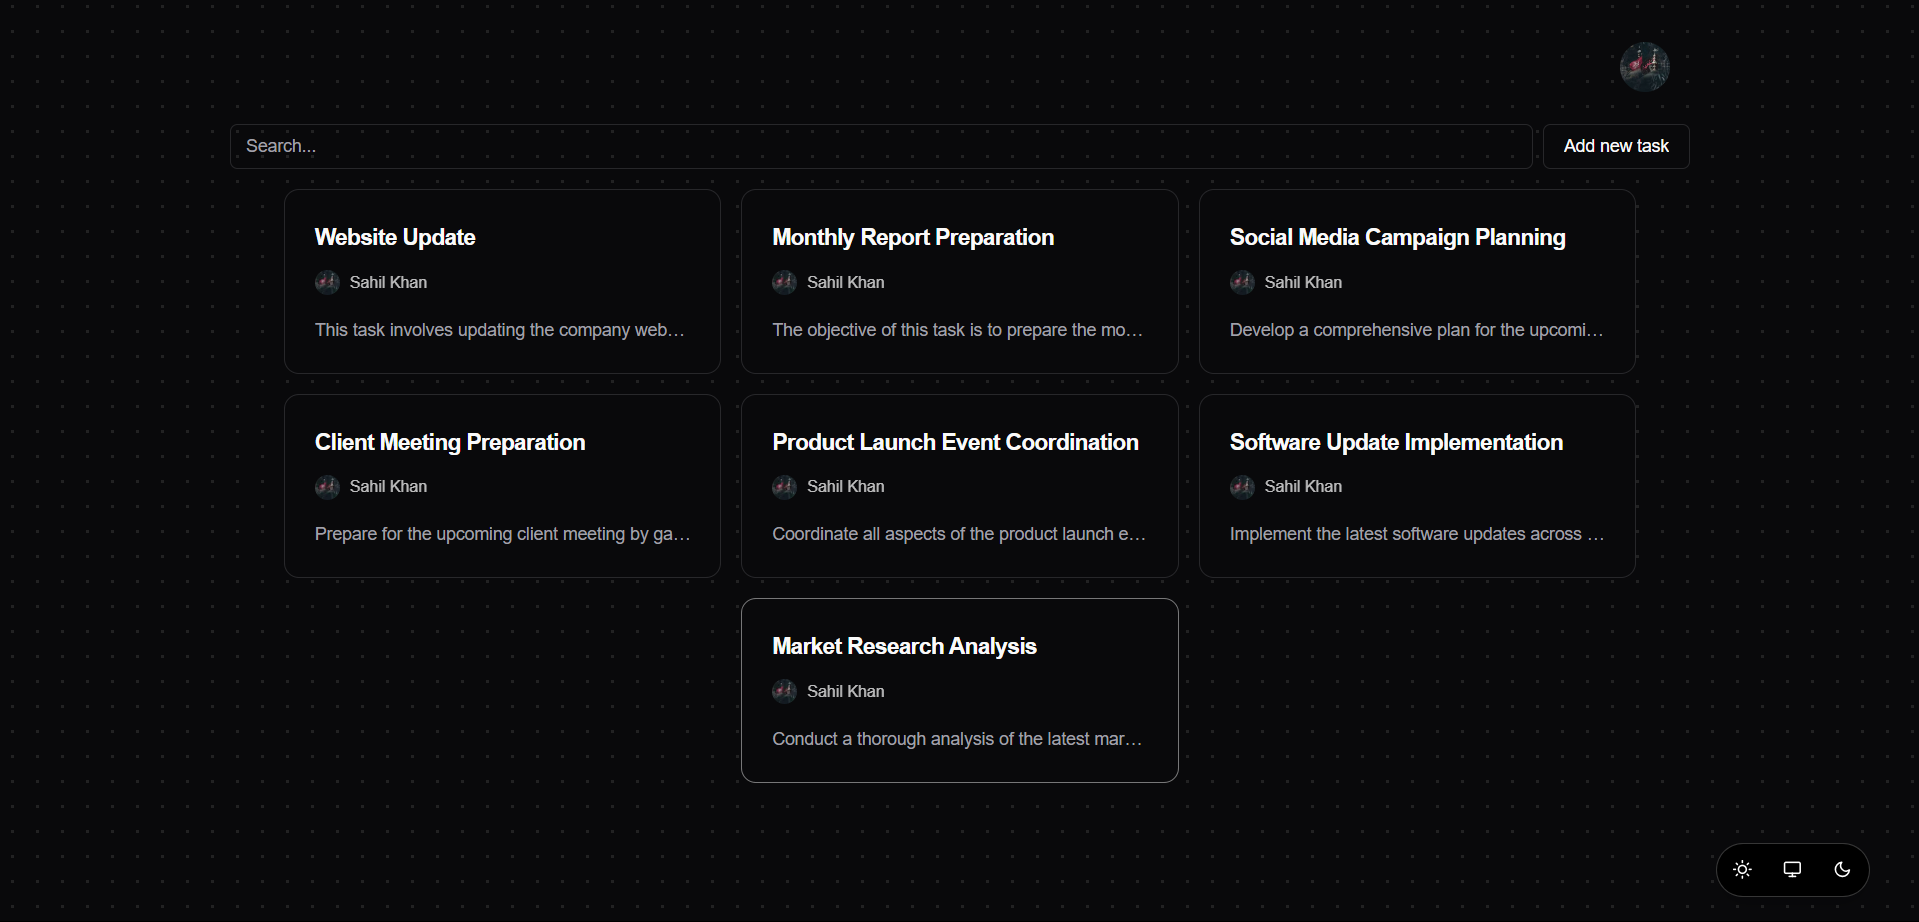 Search...
Add new task
Website Update
Sahil Khan
This task involves updating the company web…
Monthly Report Preparation
Sahil Khan
The objective of this task is to prepare the mo…
Social Media Campaign Planning
Sahil Khan
Develop a comprehensive plan for the upcomi…
Client Meeting Preparation
Sahil Khan
Prepare for the upcoming client meeting by ga…
Product Launch Event Coordination
Sahil Khan
Coordinate all aspects of the product launch e…
Software Update Implementation
Sahil Khan
Implement the latest software updates across …
Market Research Analysis
Sahil Khan
Conduct a thorough analysis of the latest mar…